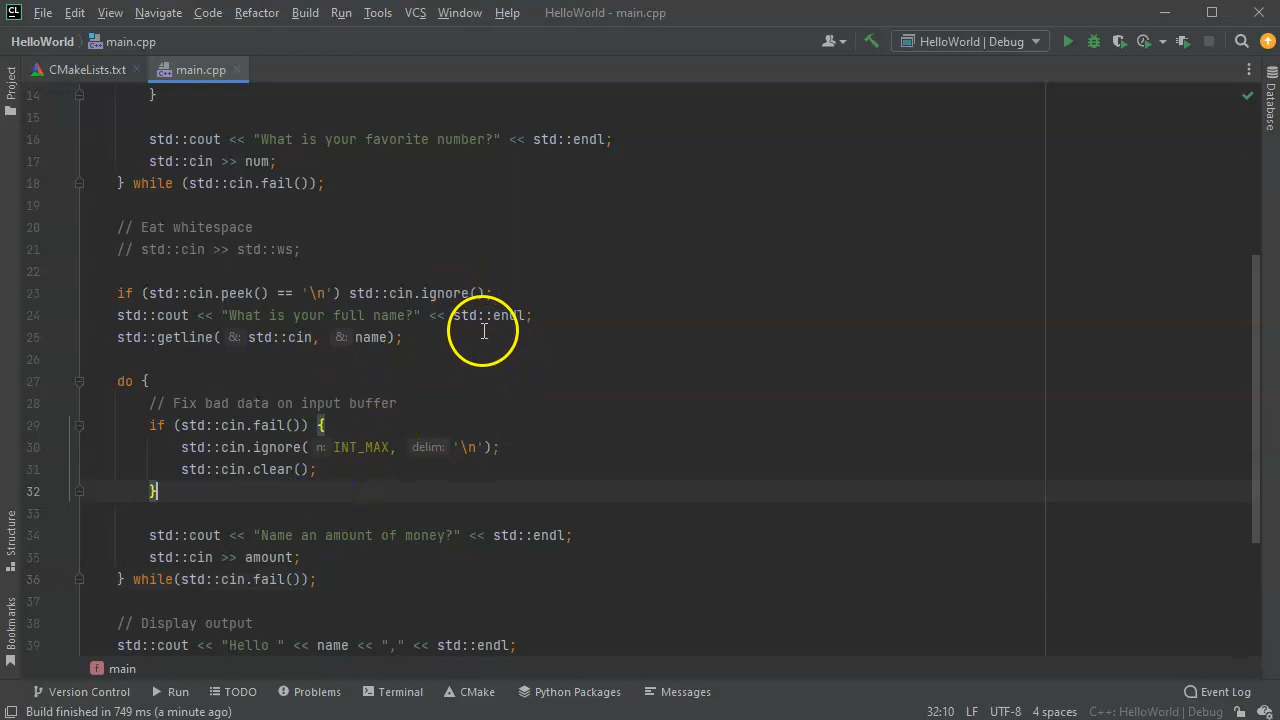 CL File Edit View Navigate Code Refactor Build Run Tools VCS Window Help HelloWorld - main.cpp
HelloWorld main.cpp HelloWorld | Debug
CMakeLists.txt main.cpp
Project
Database
14 }
15
16 std::cout << "What is your favorite number?" << std::endl;
17 std::cin >> num;
18 } while (std::cin.fail());
19
20 // Eat whitespace
21 // std::cin >> std::ws;
22
23 if (std::cin.peek() == '\n') std::cin.ignore();
24 std::cout << "What is your full name?" << std::endl;
25 std::getline( &: std::cin, &: name);
26
27 do {
28 // Fix bad data on input buffer
29 if (std::cin.fail()) {
30 std::cin.ignore( n: INT_MAX, delim: '\n');
31 std::cin.clear();
32 }
33
34 std::cout << "Name an amount of money?" << std::endl;
35 std::cin >> amount;
36 } while(std::cin.fail());
37
38 // Display output
39 std::cout << "Hello " << name << "," << std::endl;
Structure
Bookmarks
f main
Version Control Run TODO Problems Terminal CMake Python Packages Messages Event Log
Build finished in 749 ms (a minute ago) 32:10 LF UTF-8 4 spaces C++: HelloWorld | Debug